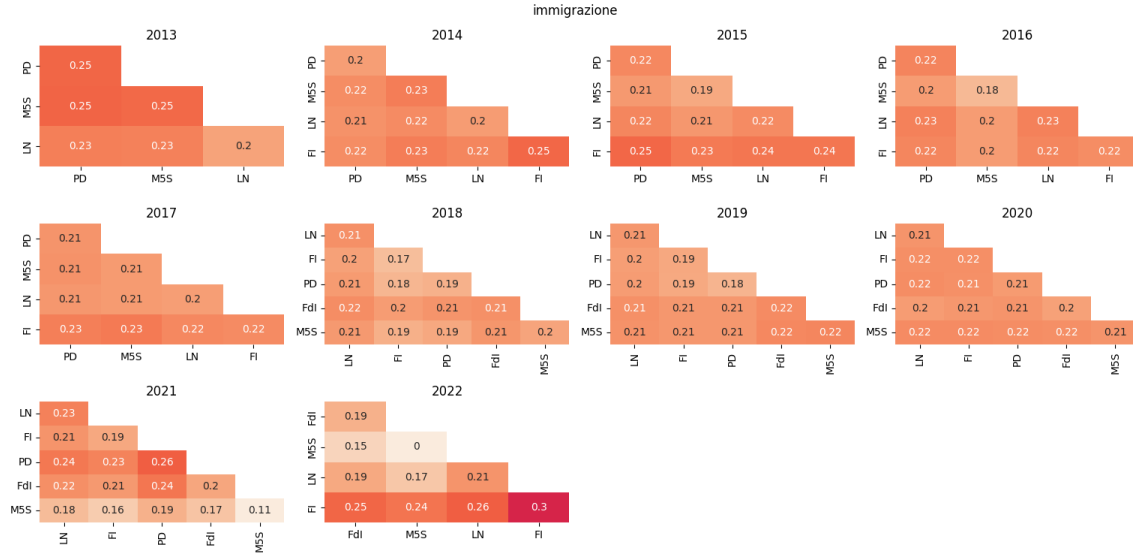 immigrazione
2013
PD 0.25
M5S 0.25 0.25
LN 0.23 0.23 0.2
PD M5S LN
2014
PD 0.2
M5S 0.22 0.23
LN 0.21 0.22 0.2
FI 0.22 0.23 0.22 0.25
PD M5S LN FI
2015
PD 0.22
M5S 0.21 0.19
LN 0.22 0.21 0.22
FI 0.25 0.23 0.24 0.24
PD M5S LN FI
2016
PD 0.22
M5S 0.2 0.18
LN 0.23 0.2 0.23
FI 0.22 0.2 0.22 0.22
PD M5S LN FI
2017
PD 0.21
M5S 0.21 0.21
LN 0.21 0.21 0.2
FI 0.23 0.23 0.22 0.22
PD M5S LN FI
2018
LN 0.21
FI 0.2 0.17
PD 0.21 0.18 0.19
FdI 0.22 0.2 0.21 0.21
M5S 0.21 0.19 0.19 0.21 0.2
LN FI PD FdI M5S
2019
LN 0.21
FI 0.2 0.19
PD 0.2 0.19 0.18
FdI 0.21 0.21 0.21 0.22
M5S 0.21 0.21 0.21 0.22 0.22
LN FI PD FdI M5S
2020
LN 0.21
FI 0.22 0.22
PD 0.22 0.21 0.21
FdI 0.2 0.21 0.21 0.2
M5S 0.22 0.22 0.22 0.22 0.21
LN FI PD FdI M5S
2021
LN 0.23
FI 0.21 0.19
PD 0.24 0.23 0.26
FdI 0.22 0.21 0.24 0.2
M5S 0.18 0.16 0.19 0.17 0.11
LN FI PD FdI M5S
2022
FdI 0.19
M5S 0.15 0
LN 0.19 0.17 0.21
FI 0.25 0.24 0.26 0.3
FdI M5S LN FI